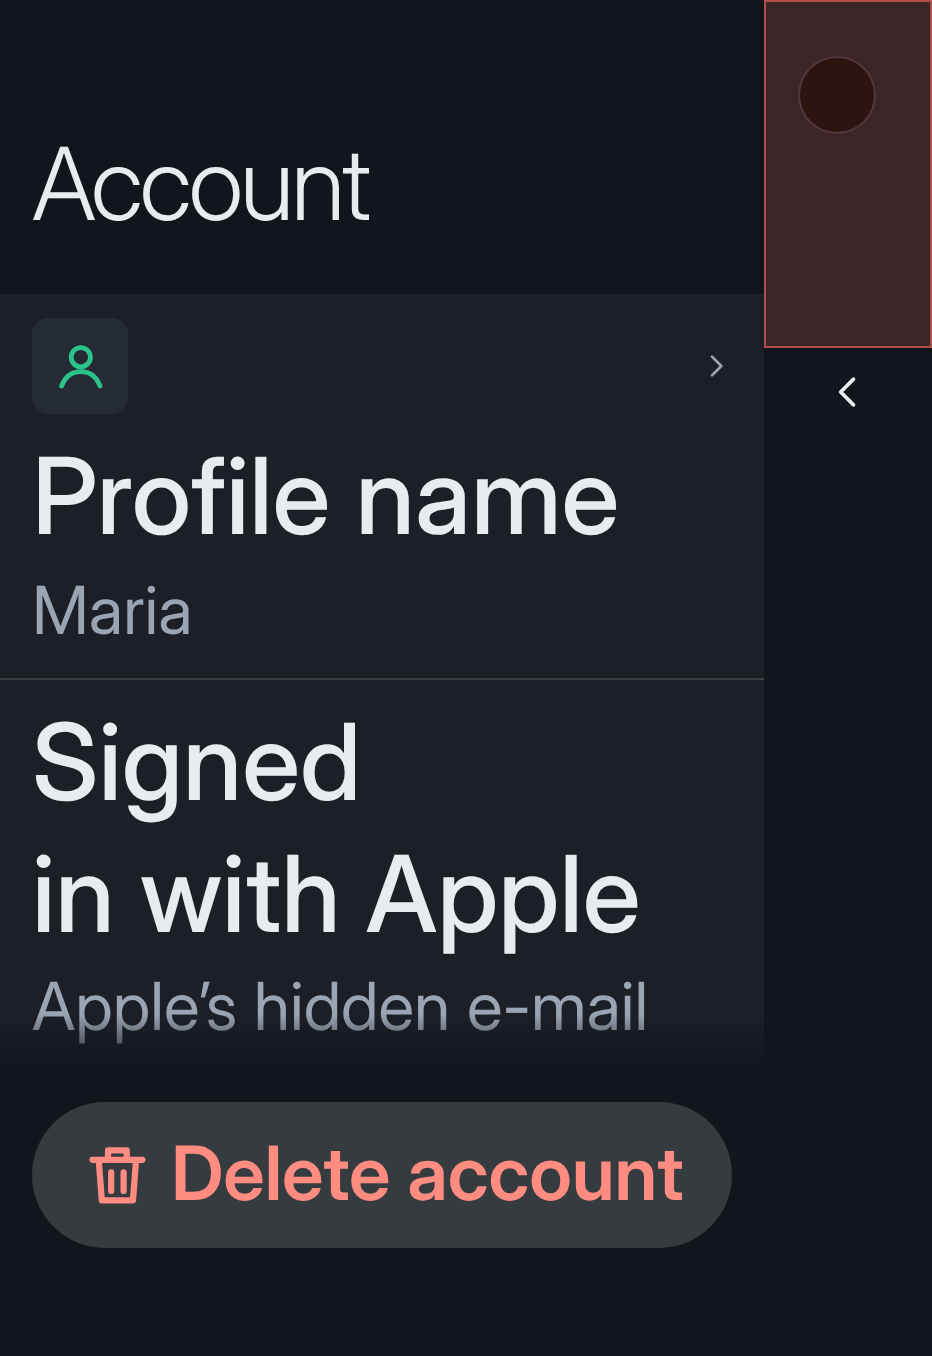 Account
Profile name
Maria
Signed
in with Apple
Apple’s hidden e-mail
Delete account